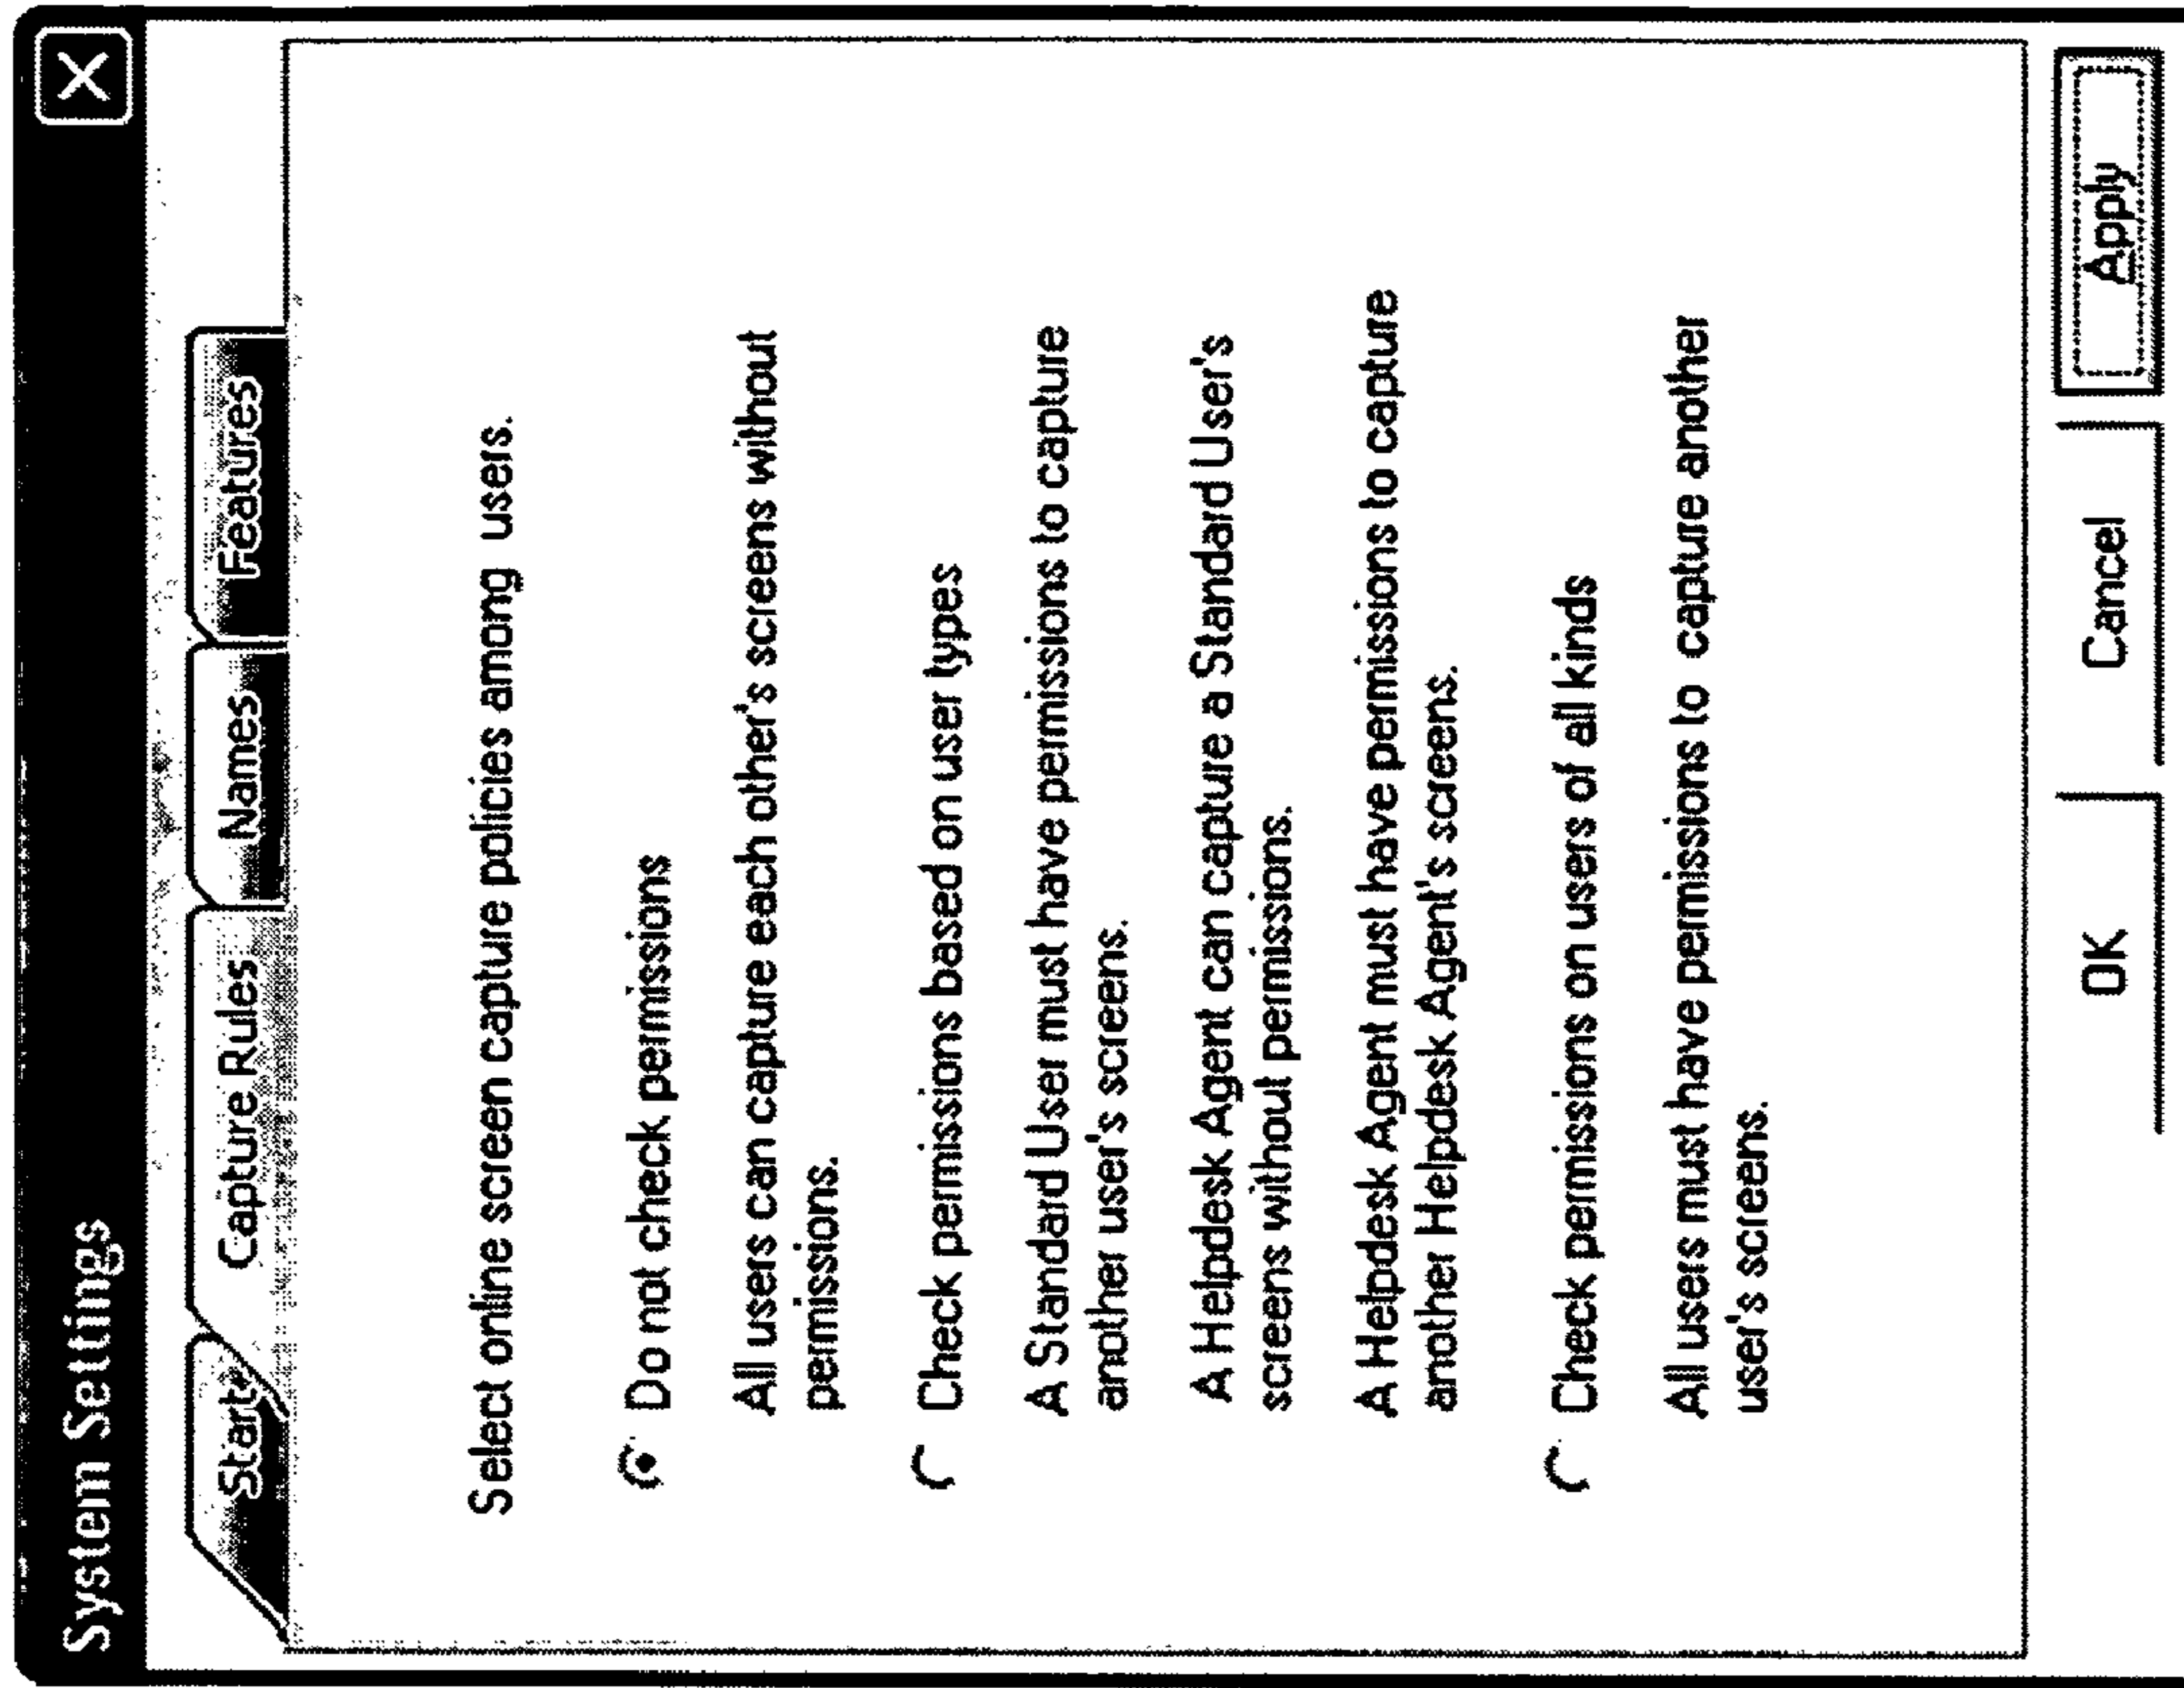 System Settings
X
Start Capture Rules Names Features
Select online screen capture policies among users.
Do not check permissions
All users can capture each other's screens without
permissions.
Check permissions based on user types
A Standard User must have permissions to capture
another user's screens.
A Helpdesk Agent can capture a Standard User's
screens without permissions.
A Helpdesk Agent must have permissions to capture
another Helpdesk Agent's screens.
Check permissions on users of all kinds
All users must have permissions to capture another
user's screens.
OK Cancel Apply